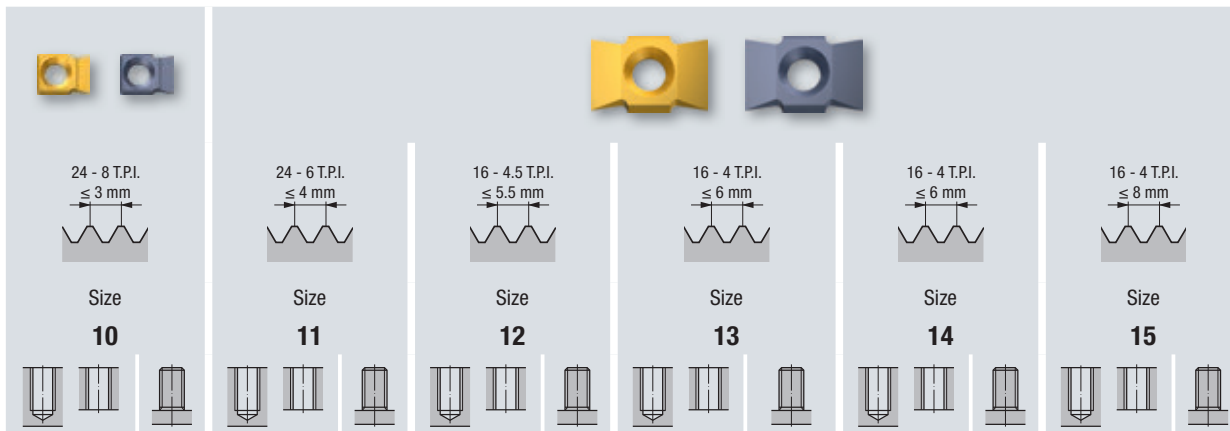 24 - 8 T.P.I.
≤ 3 mm
Size
10
24 - 6 T.P.I.
≤ 4 mm
Size
11
16 - 4.5 T.P.I.
≤ 5.5 mm
Size
12
16 - 4 T.P.I.
≤ 6 mm
Size
13
16 - 4 T.P.I.
≤ 6 mm
Size
14
16 - 4 T.P.I.
≤ 8 mm
Size
15